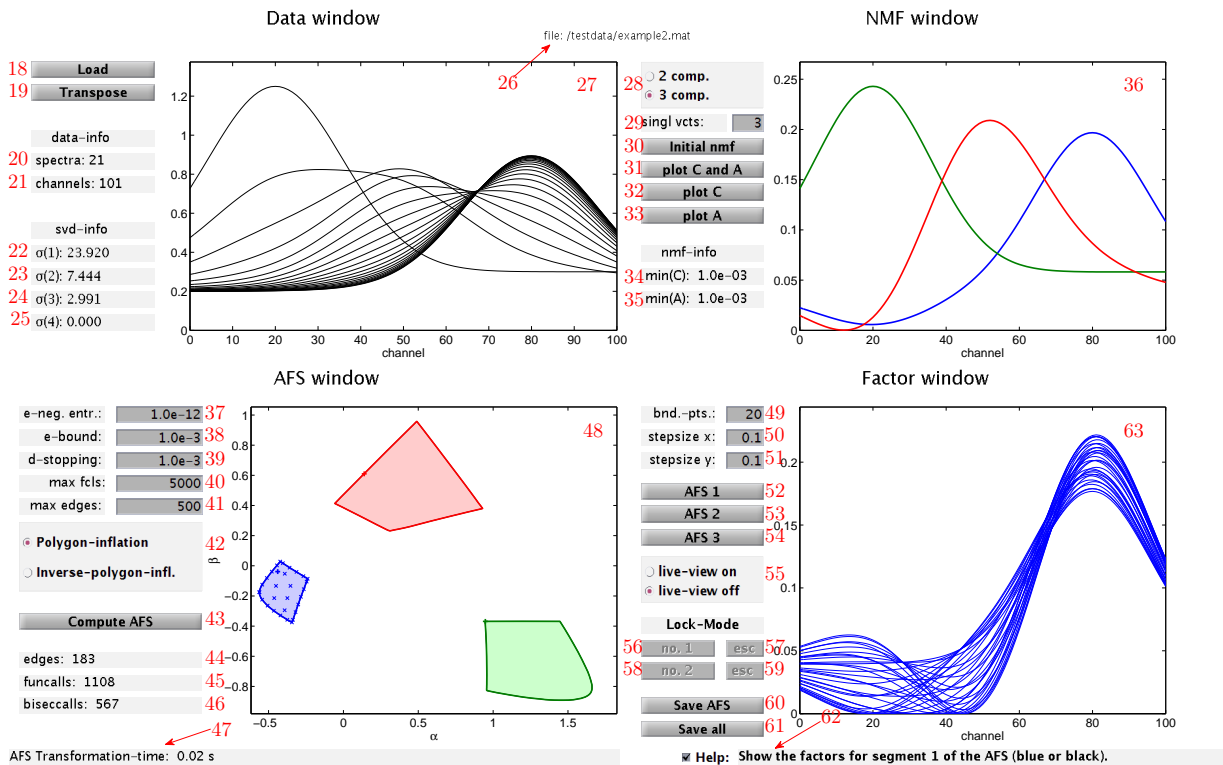 Data window
NMF window
file: /testdata/example2.mat
18 Load
19 Transpose
data-info
20 spectra: 21
21 channels: 101
svd-info
22 σ(1): 23.920
23 σ(2): 7.444
24 σ(3): 2.991
25 σ(4): 0.000
26
27
1.2
1
0.8
0.6
0.4
0.2
0
0 10 20 30 40 50 60 70 80 90 100
channel
28 2 comp.
3 comp.
29 singl vcts: 3
30 Initial nmf
31 plot C and A
32 plot C
33 plot A
nmf-info
34 min(C): 1.0e-03
35 min(A): 1.0e-03
36
0.25
0.2
0.15
0.1
0.05
0
0 20 40 60 80 100
channel
AFS window
Factor window
e-neg. entr.: 1.0e-12 37
e-bound: 1.0e-3 38
d-stopping: 1.0e-3 39
max fcls: 5000 40
max edges: 500 41
Polygon-inflation 42
Inverse-polygon-infl.
Compute AFS 43
edges: 183 44
funcalls: 1108 45
biseccalls: 567 46
47
AFS Transformation-time: 0.02 s
48
1
0.8
0.6
0.4
0.2
0
-0.2
-0.4
-0.6
-0.8
β
-0.5 0 0.5 1 1.5
α
bnd.-pts.: 20 49
stepsize x: 0.1 50
stepsize y: 0.1 51
AFS 1 52
AFS 2 53
AFS 3 54
live-view on 55
live-view off
Lock-Mode
56 no. 1 esc 57
58 no. 2 esc 59
Save AFS 60
Save all 61
62
63
0.2
0.15
0.1
0.05
0
0 20 40 60 80 100
channel
Help: Show the factors for segment 1 of the AFS (blue or black).